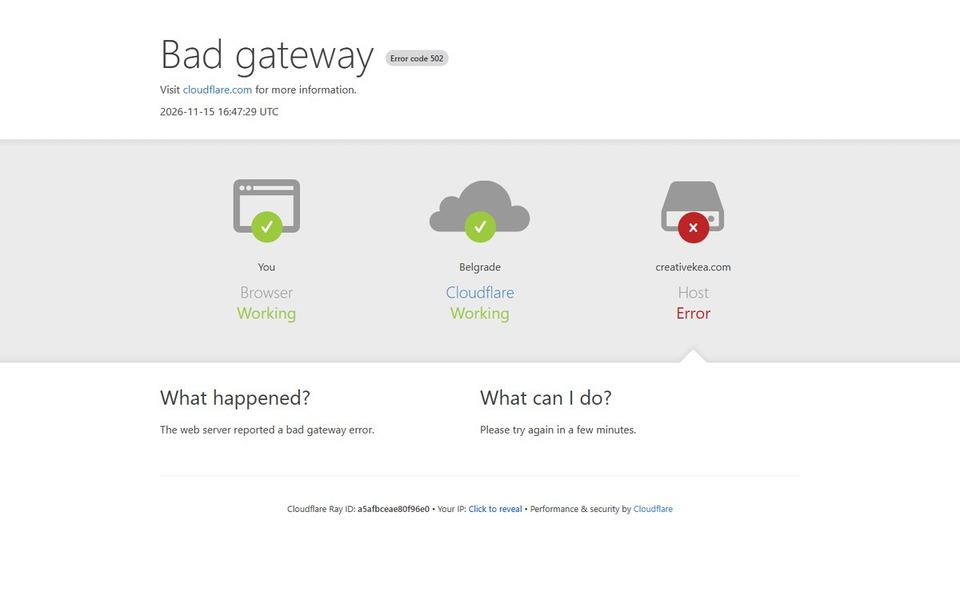 Bad gateway Error code 502
Visit cloudflare.com for more information.
2026-11-15 16:47:29 UTC
You
Browser
Working
Belgrade
Cloudflare
Working
creativekea.com
Host
Error
What happened?
The web server reported a bad gateway error.
What can I do?
Please try again in a few minutes.
Cloudflare Ray ID: a5afbceae80f96e0 • Your IP: Click to reveal • Performance & security by Cloudflare